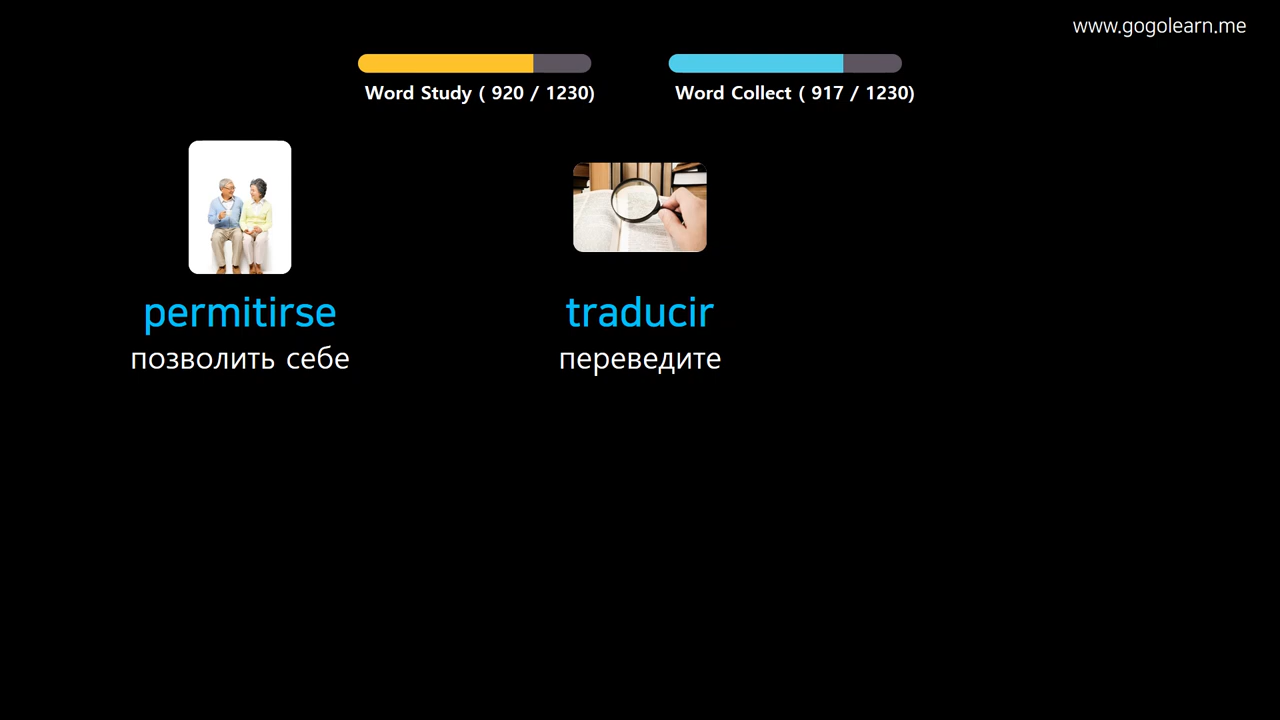 www.gogolearn.me
Word Study ( 920 / 1230)
Word Collect ( 917 / 1230)
permitirse
позволить себе
traducir
переведите